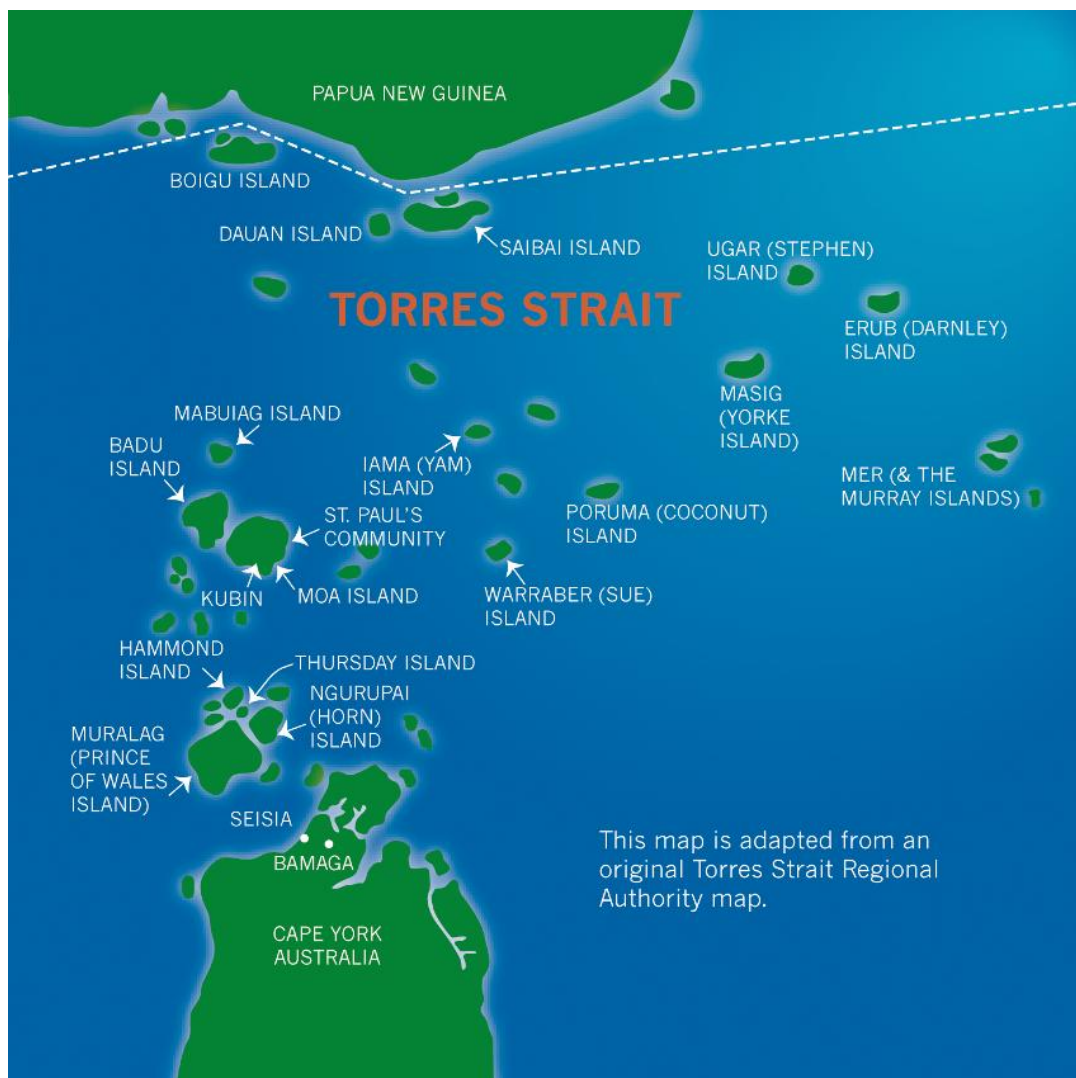 PAPUA NEW GUINEA
BOIGU ISLAND
DAUAN ISLAND
SAIBAI ISLAND
UGAR (STEPHEN)
ISLAND
TORRES STRAIT
ERUB (DARNLEY)
ISLAND
MASIG
(YORKE
ISLAND)
MABUIAG ISLAND
BADU
ISLAND
IAMA (YAM)
ISLAND
MER (& THE
MURRAY ISLANDS)
ST. PAUL'S
COMMUNITY
PORUMA (COCONUT)
ISLAND
KUBIN
MOA ISLAND
WARRABER (SUE)
ISLAND
HAMMOND
ISLAND
THURSDAY ISLAND
NGURUPAI
(HORN)
ISLAND
MURALAG
(PRINCE
OF WALES
ISLAND)
SEISIA
BAMAGA
This map is adapted from an
original Torres Strait Regional
Authority map.
CAPE YORK
AUSTRALIA